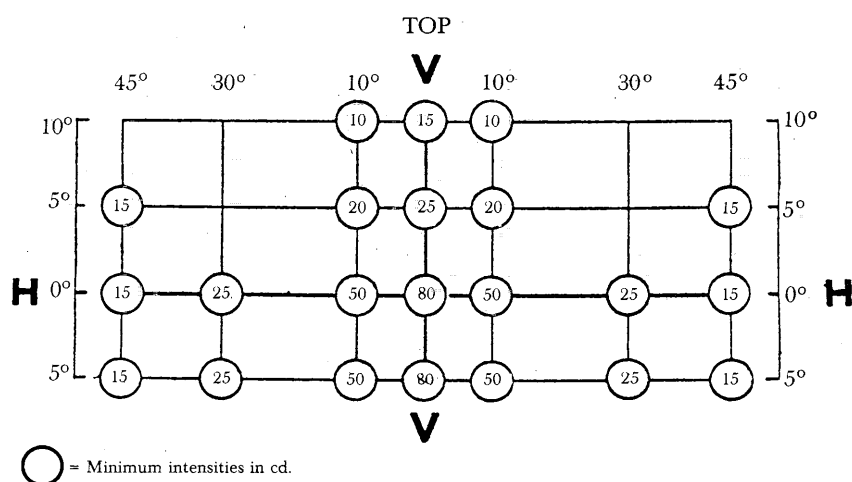 TOP
V
45° 30° 10° 10° 30° 45°
10° 10 15 10 10°
5° 15 20 25 20 15 5°
H 0° 15 25 50 80 50 25 15 0° H
5° 15 25 50 80 50 25 15 5°
V
= Minimum intensities in cd.